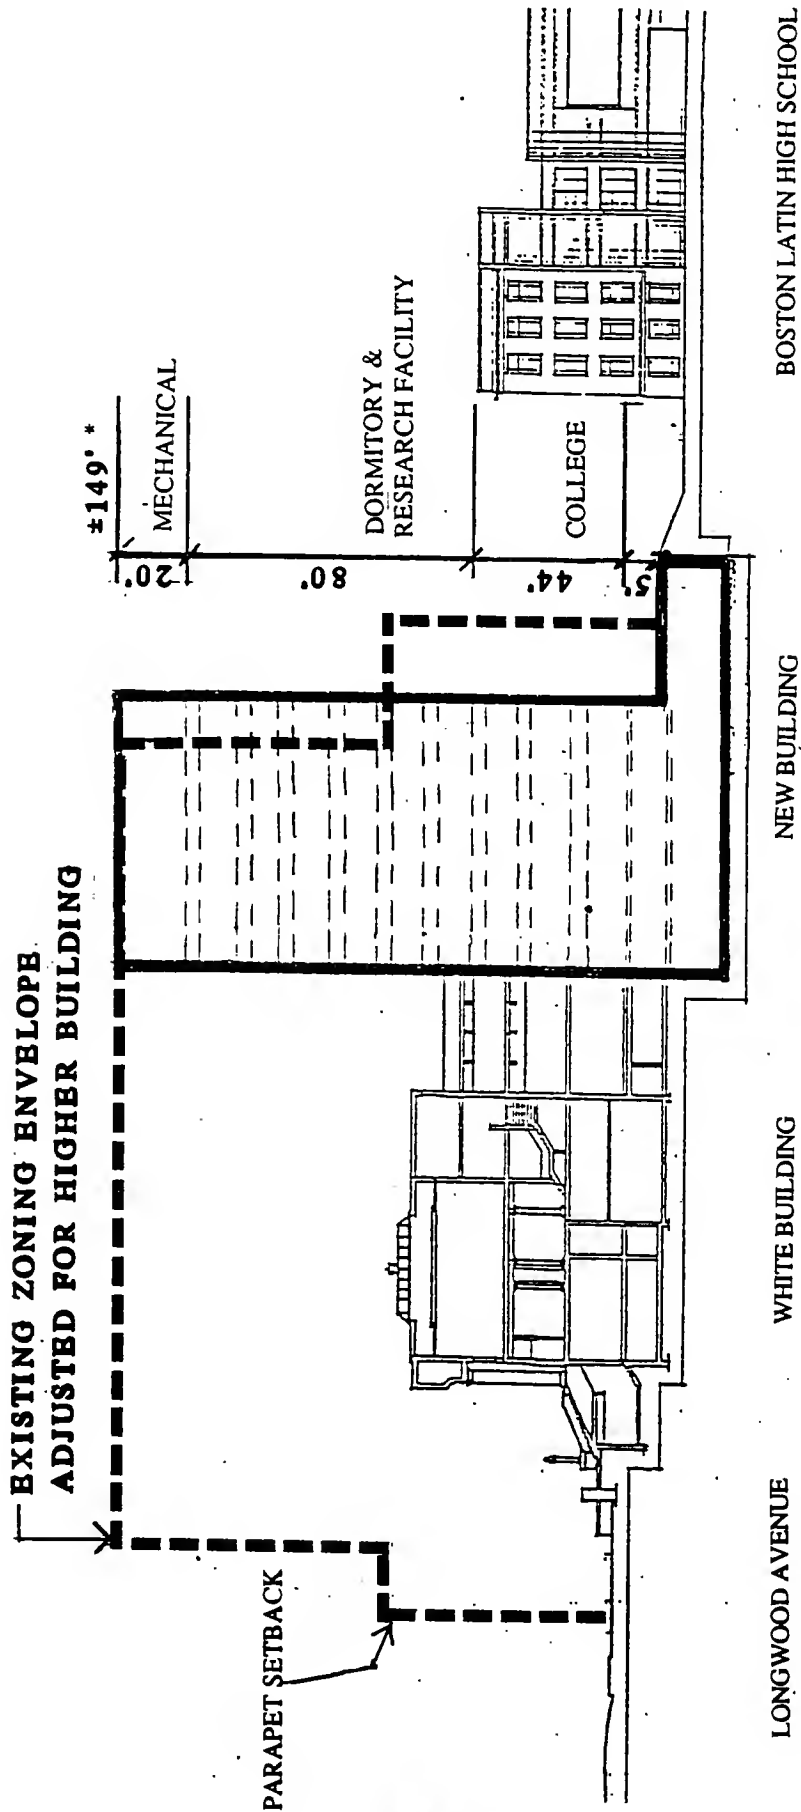 EXISTING ZONING ENVELOPE
ADJUSTED FOR HIGHER BUILDING
PARAPET SETBACK
±149' *
20'
MECHANICAL
80'
DORMITORY &
RESEARCH FACILITY
44'
COLLEGE
5'
LONGWOOD AVENUE
WHITE BUILDING
NEW BUILDING
BOSTON LATIN HIGH SCHOOL